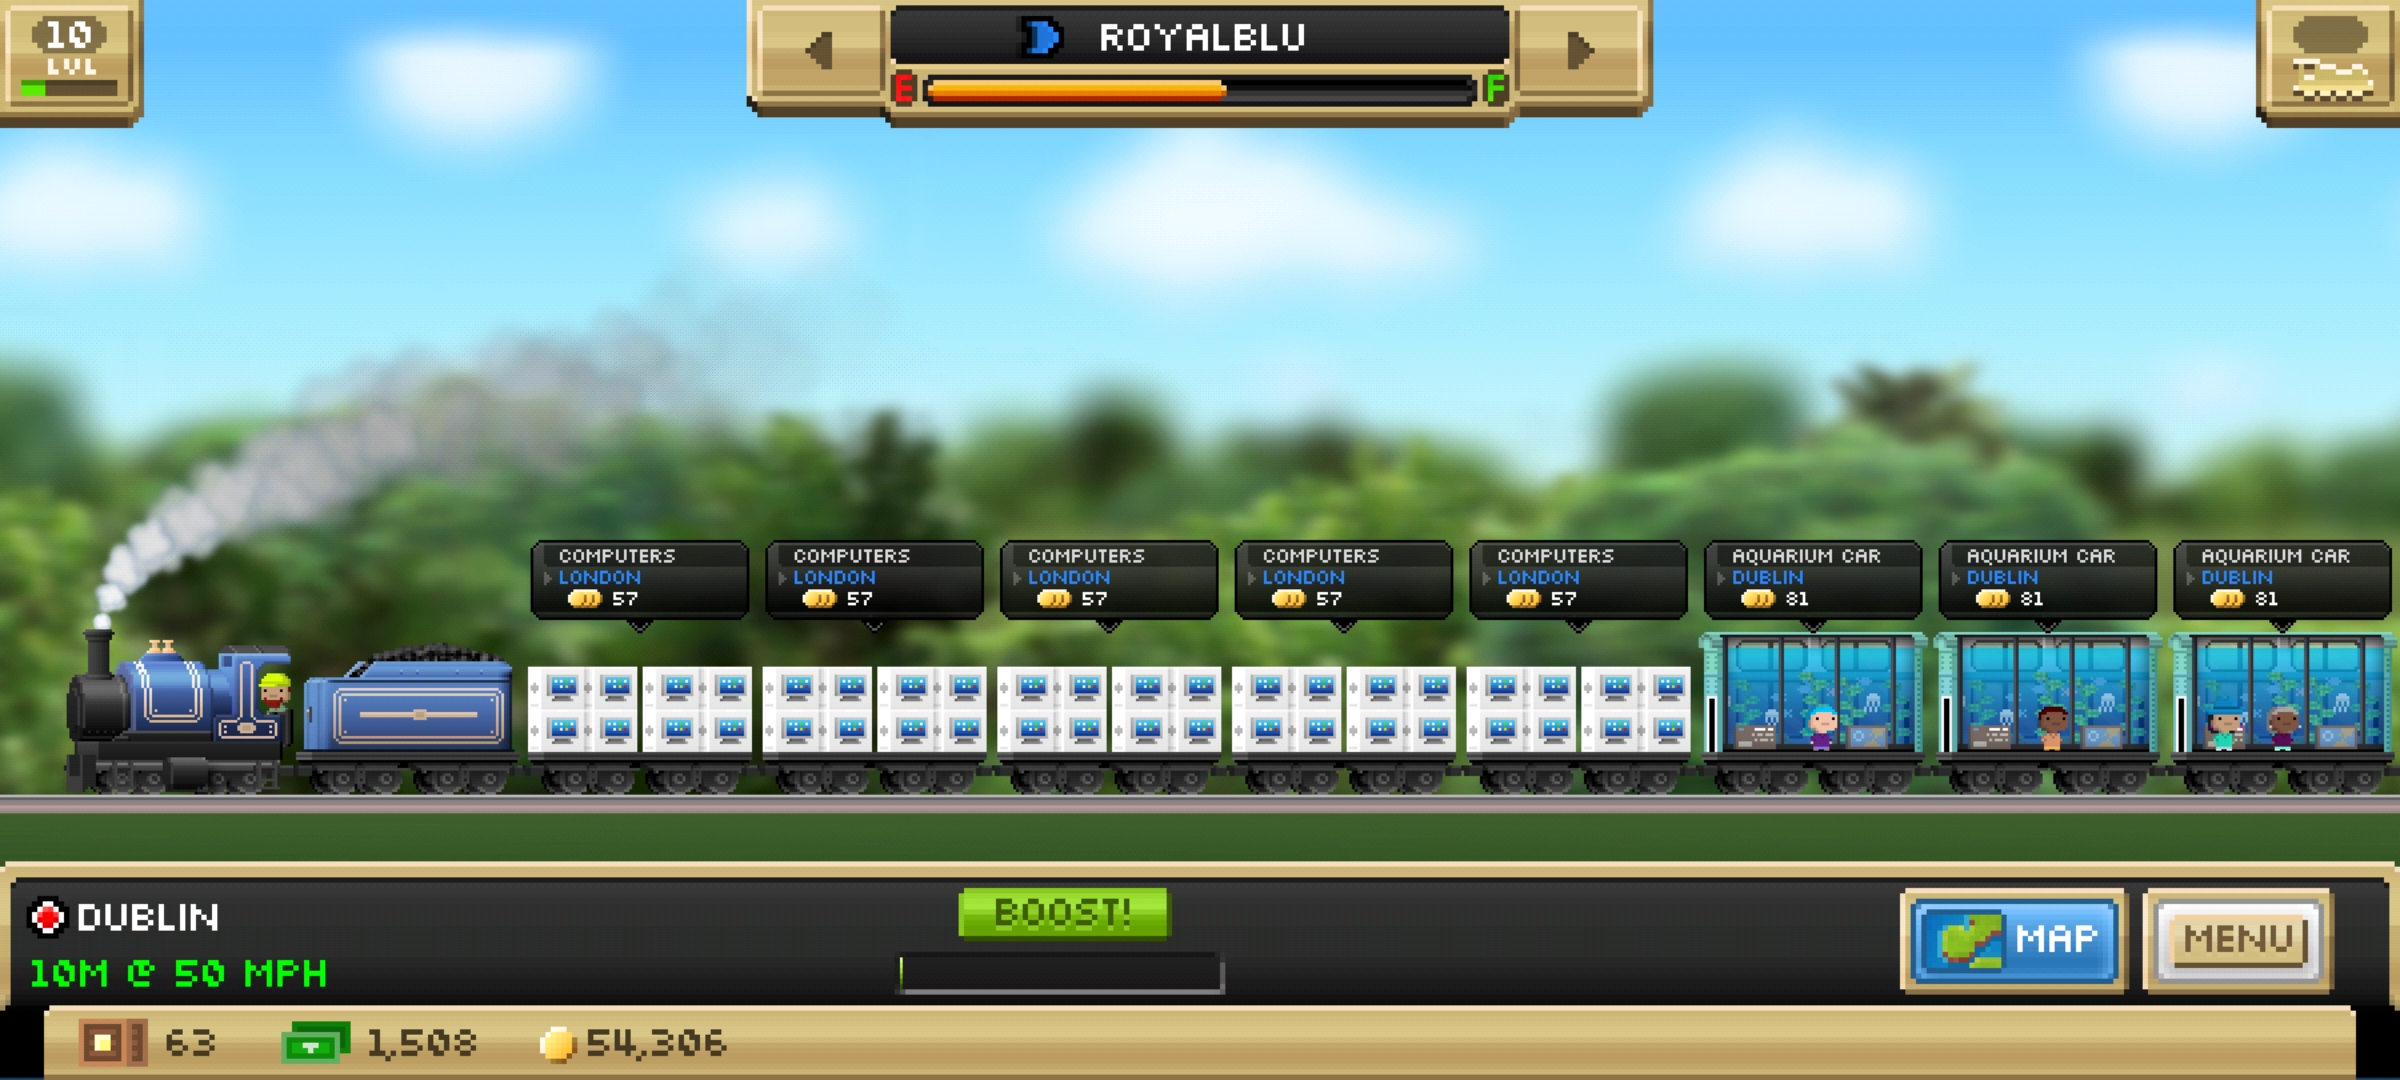 10
LVL
ROYALBLU
E F
COMPUTERS
LONDON
57
COMPUTERS
LONDON
57
COMPUTERS
LONDON
57
COMPUTERS
LONDON
57
COMPUTERS
LONDON
57
AQUARIUM CAR
DUBLIN
81
AQUARIUM CAR
DUBLIN
81
AQUARIUM CAR
DUBLIN
81
DUBLIN
10M @ 50 MPH
BOOST!
MAP
MENU
63 1,508 54,306